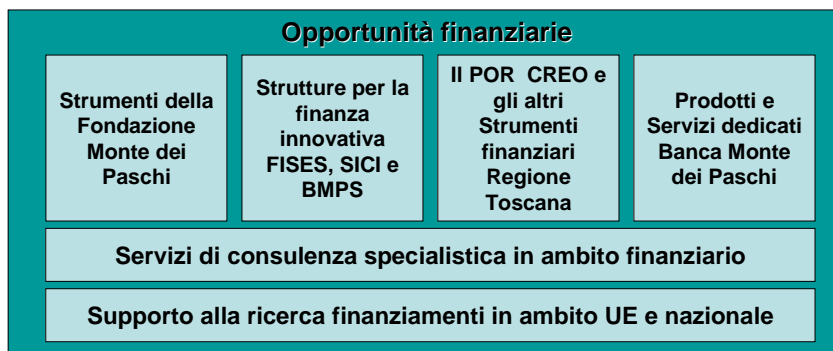 Opportunità finanziarie
Strumenti della
Fondazione
Monte dei
Paschi
Strutture per la
finanza
innovativa
FISES, SICI e
BMPS
Il POR CREO e
gli altri
Strumenti
finanziari
Regione
Toscana
Prodotti e
Servizi dedicati
Banca Monte
dei Paschi
Servizi di consulenza specialistica in ambito finanziario
Supporto alla ricerca finanziamenti in ambito UE e nazionale